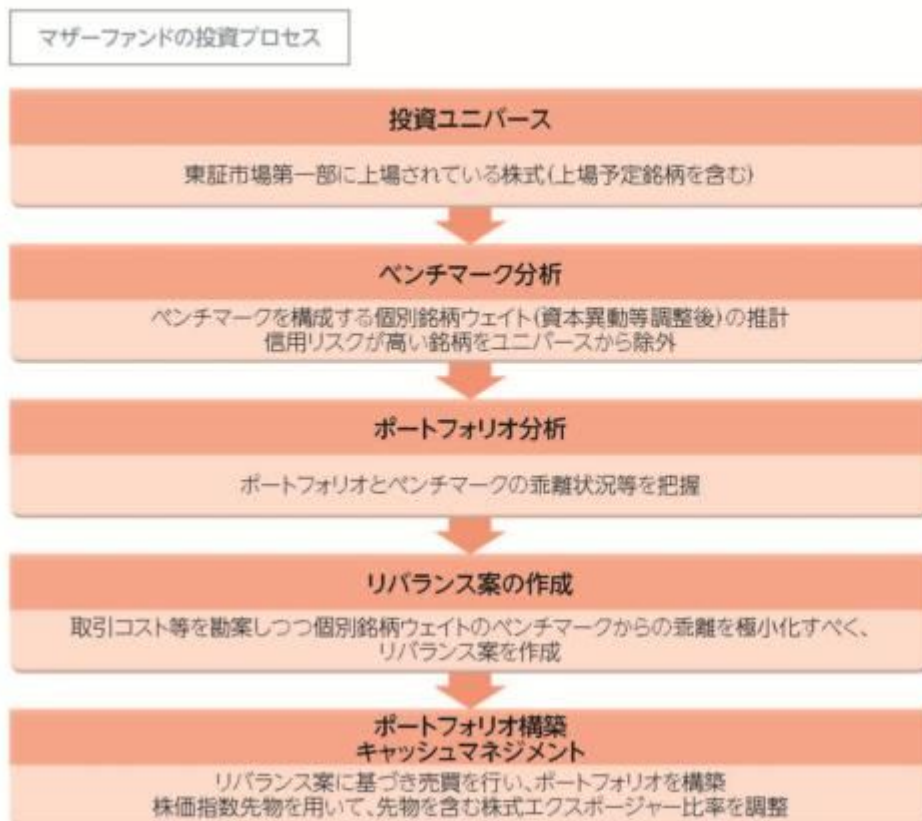 マザーファンドの投資プロセス
投資ユニバース
東証市場第一部に上場されている株式(上場予定銘柄を含む)
ベンチマーク分析
ベンチマークを構成する個別銘柄ウェイト(資本異動等調整後)の推計
信用リスクが高い銘柄をユニバースから除外
ポートフォリオ分析
ポートフォリオとベンチマークの乖離状況等を把握
リバランス案の作成
取引コスト等を勘案しつつ個別銘柄ウェイトのベンチマークからの乖離を極小化すべく、
リバランス案を作成
ポートフォリオ構築
キャッシュマネジメント
リバランス案に基づき売買を行い、ポートフォリオを構築
株価指数先物を用いて、先物を含む株式エクスポージャー比率を調整